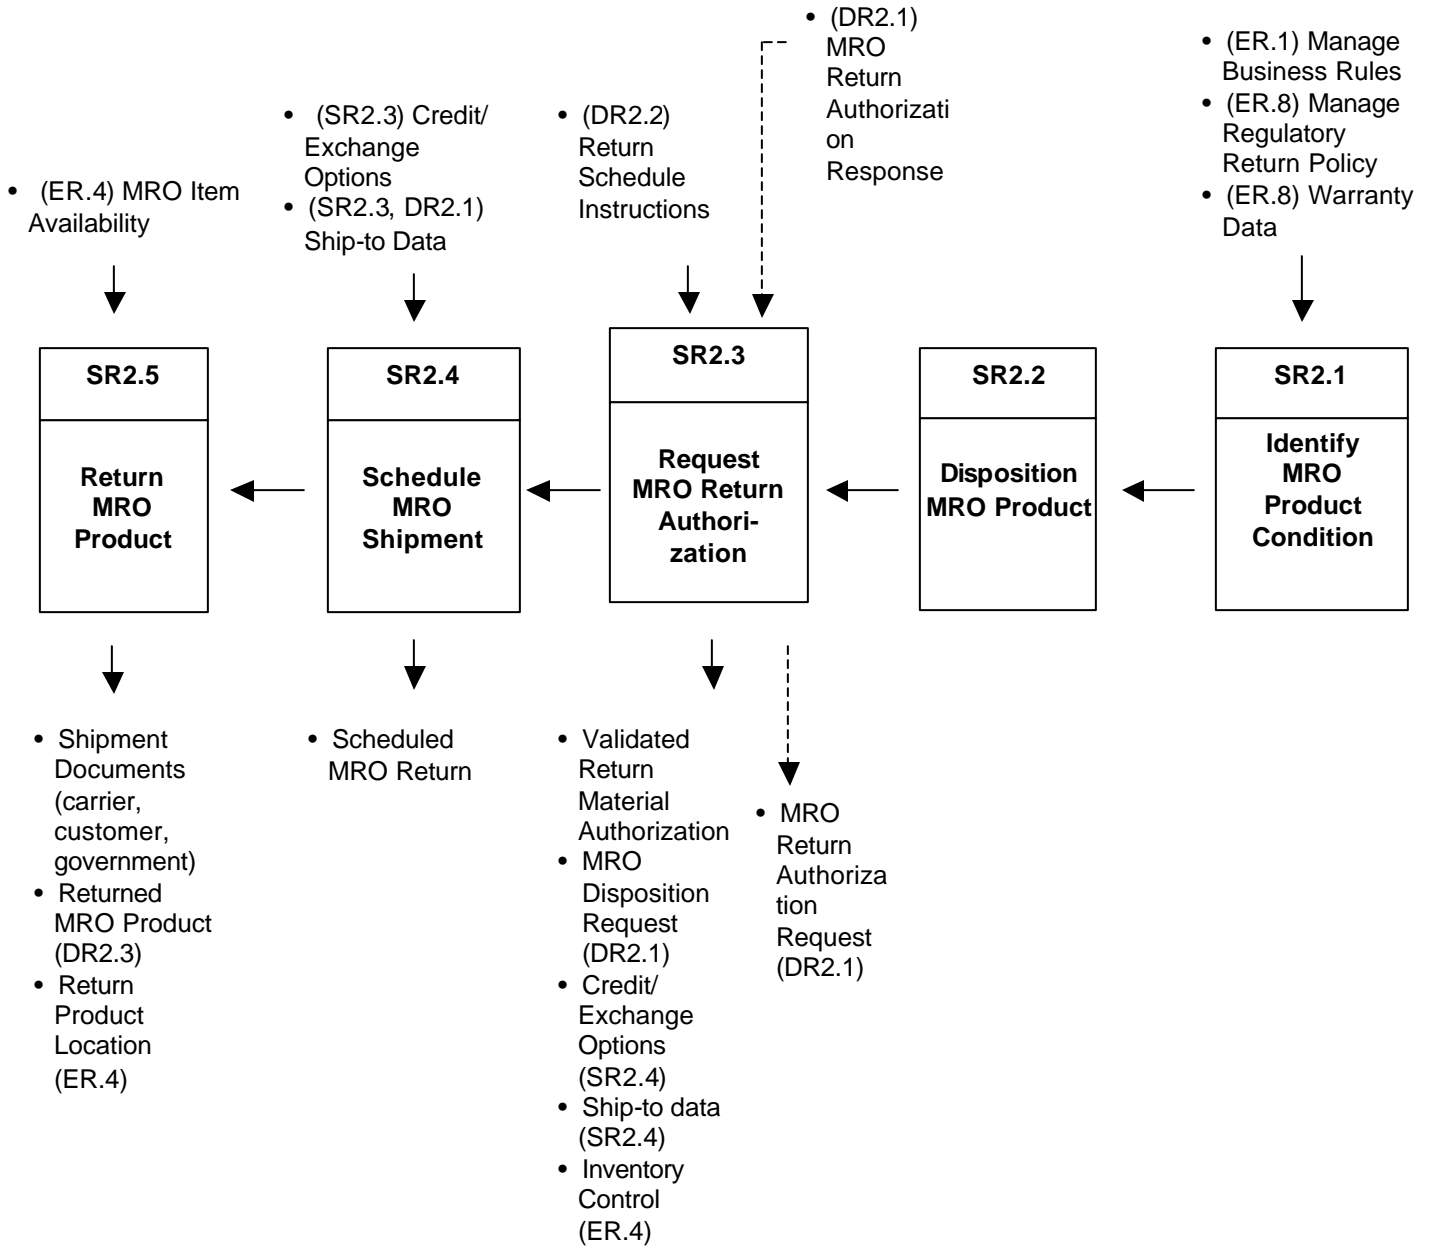 • (ER.4) MRO Item
Availability
• (SR2.3) Credit/
Exchange
Options
• (SR2.3, DR2.1)
Ship-to Data
• (DR2.2)
Return
Schedule
Instructions
• (DR2.1)
MRO
Return
Authorizati
on
Response
• (ER.1) Manage
Business Rules
• (ER.8) Manage
Regulatory
Return Policy
• (ER.8) Warranty
Data
SR2.5
Return
MRO
Product
SR2.4
Schedule
MRO
Shipment
SR2.3
Request
MRO Return
Authori-
zation
SR2.2
Disposition
MRO Product
SR2.1
Identify
MRO
Product
Condition
• Shipment
Documents
(carrier,
customer,
government)
• Returned
MRO Product
(DR2.3)
• Return
Product
Location
(ER.4)
• Scheduled
MRO Return
• Validated
Return
Material
Authorization
• MRO
Disposition
Request
(DR2.1)
• Credit/
Exchange
Options
(SR2.4)
• Ship-to data
(SR2.4)
• Inventory
Control
(ER.4)
• MRO
Return
Authoriza
tion
Request
(DR2.1)